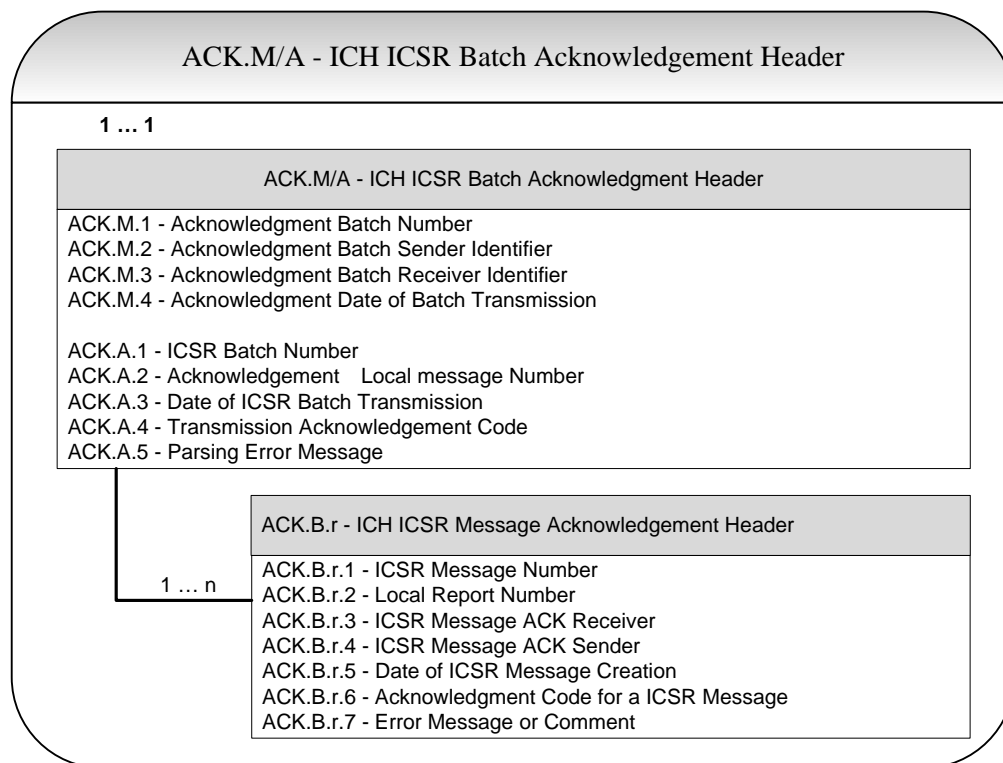 ACK.M/A - ICH ICSR Batch Acknowledgement Header
1 … 1
ACK.M/A - ICH ICSR Batch Acknowledgment Header
ACK.M.1 - Acknowledgment Batch Number
ACK.M.2 - Acknowledgment Batch Sender Identifier
ACK.M.3 - Acknowledgment Batch Receiver Identifier
ACK.M.4 - Acknowledgment Date of Batch Transmission
ACK.A.1 - ICSR Batch Number
ACK.A.2 - Acknowledgement Local message Number
ACK.A.3 - Date of ICSR Batch Transmission
ACK.A.4 - Transmission Acknowledgement Code
ACK.A.5 - Parsing Error Message
1 … n
ACK.B.r - ICH ICSR Message Acknowledgement Header
ACK.B.r.1 - ICSR Message Number
ACK.B.r.2 - Local Report Number
ACK.B.r.3 - ICSR Message ACK Receiver
ACK.B.r.4 - ICSR Message ACK Sender
ACK.B.r.5 - Date of ICSR Message Creation
ACK.B.r.6 - Acknowledgment Code for a ICSR Message
ACK.B.r.7 - Error Message or Comment